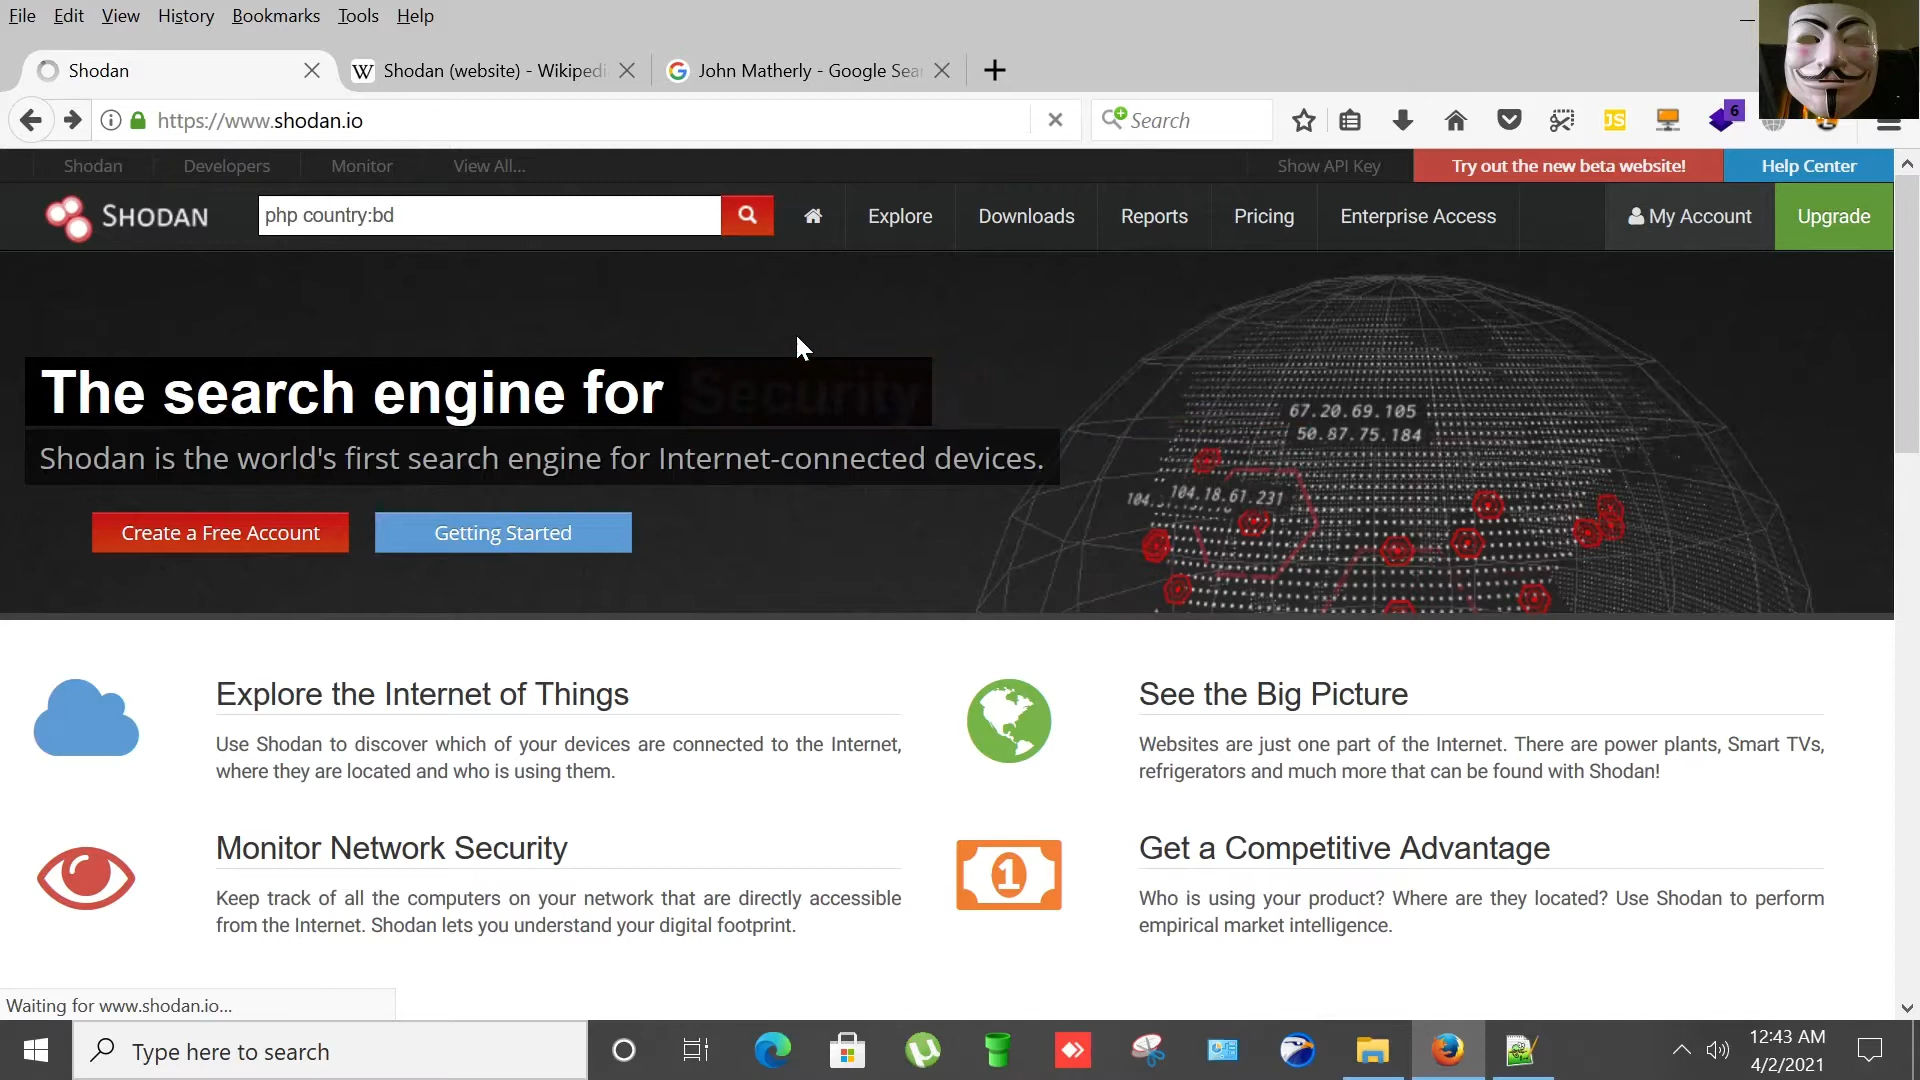 File Edit View History Bookmarks Tools Help
Shodan
Shodan (website) - Wikipedi
John Matherly - Google Sea
https://www.shodan.io
Search
JS
6
Shodan Developers Monitor View All...
Show API Key
Try out the new beta website!
Help Center
SHODAN
php country:bd
Explore Downloads Reports Pricing Enterprise Access
My Account
Upgrade
The search engine for Security
Shodan is the world's first search engine for Internet-connected devices.
Create a Free Account
Getting Started
67.20.69.105
50.87.75.184
104.18.61.231
Explore the Internet of Things
Use Shodan to discover which of your devices are connected to the Internet,
where they are located and who is using them.
See the Big Picture
Websites are just one part of the Internet. There are power plants, Smart TVs,
refrigerators and much more that can be found with Shodan!
Monitor Network Security
Keep track of all the computers on your network that are directly accessible
from the Internet. Shodan lets you understand your digital footprint.
1
Get a Competitive Advantage
Who is using your product? Where are they located? Use Shodan to perform
empirical market intelligence.
Waiting for www.shodan.io...
Type here to search
12:43 AM
4/2/2021